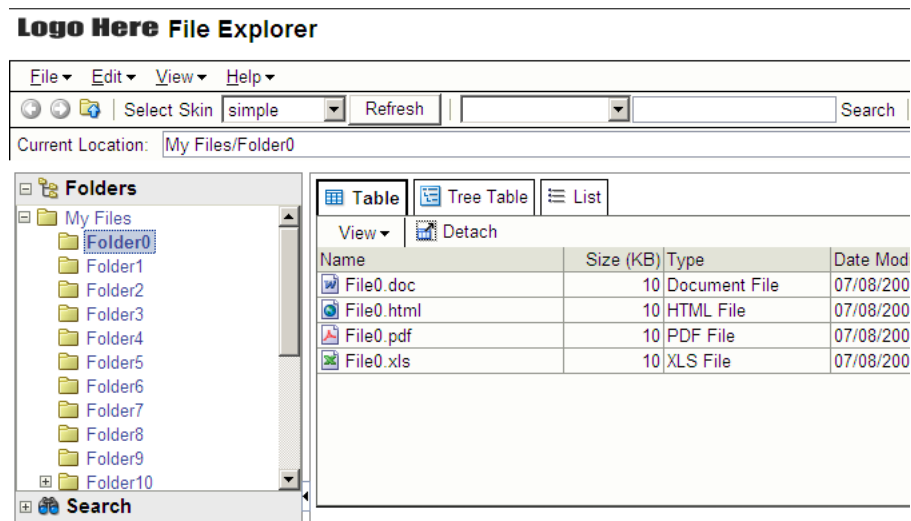 Logo Here File Explorer
File Edit View Help
Select Skin simple Refresh Search
Current Location: My Files/Folder0
Folders
My Files
Folder0
Folder1
Folder2
Folder3
Folder4
Folder5
Folder6
Folder7
Folder8
Folder9
Folder10
Search
Table Tree Table List
View Detach
Name Size (KB) Type Date Mod
File0.doc 10 Document File 07/08/200
File0.html 10 HTML File 07/08/200
File0.pdf 10 PDF File 07/08/200
File0.xls 10 XLS File 07/08/200